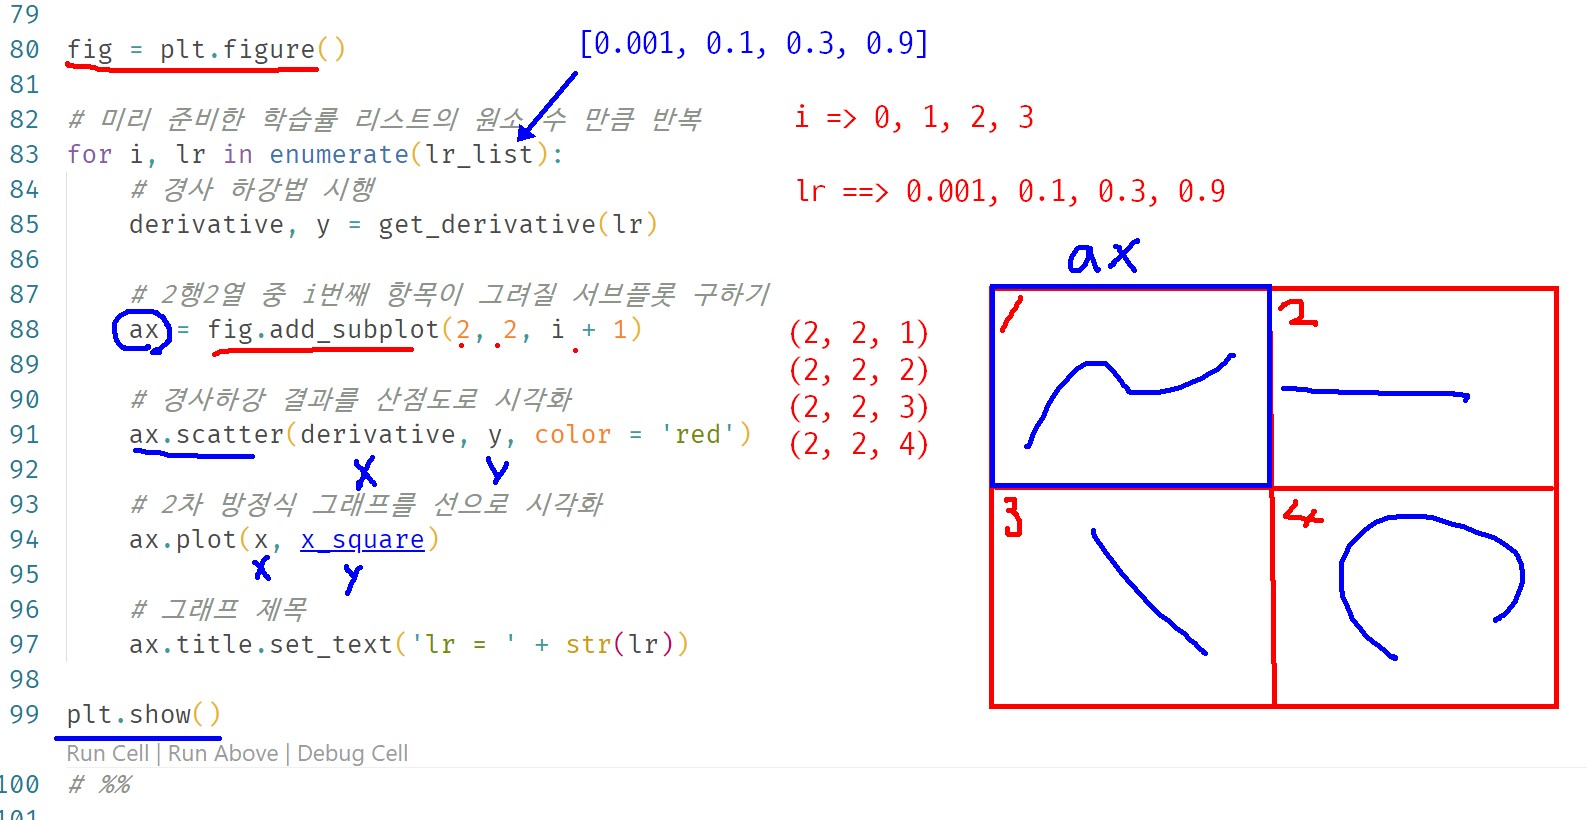 79
80 fig = plt.figure()
[0.001, 0.1, 0.3, 0.9]
81
82 # 미리 준비한 학습률 리스트의 원소 수 만큼 반복
i => 0, 1, 2, 3
83 for i, lr in enumerate(lr_list):
84 # 경사 하강법 시행
lr ==> 0.001, 0.1, 0.3, 0.9
85 derivative, y = get_derivative(lr)
86
ax
87 # 2행2열 중 i번째 항목이 그려질 서브플롯 구하기
88 ax = fig.add_subplot(2, 2, i + 1)
(2, 2, 1)
(2, 2, 2)
(2, 2, 3)
(2, 2, 4)
1
2
3
4
89
90 # 경사하강 결과를 산점도로 시각화
91 ax.scatter(derivative, y, color = 'red')
92
x y
93 # 2차 방정식 그래프를 선으로 시각화
94 ax.plot(x, x_square)
95
x y
96 # 그래프 제목
97 ax.title.set_text('lr = ' + str(lr))
98
99 plt.show()
Run Cell | Run Above | Debug Cell
100 # %%
101